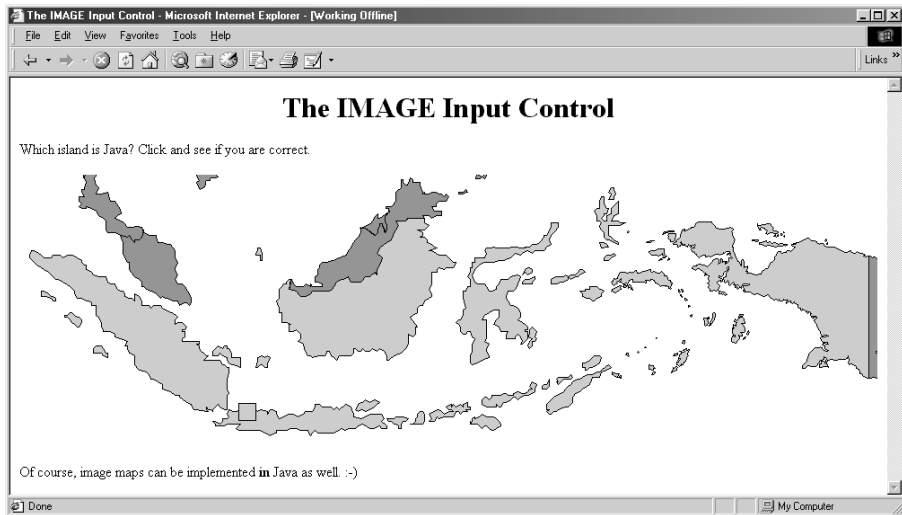 The IMAGE Input Control - Microsoft Internet Explorer - [Working Offline]
File Edit View Favorites Tools Help
Links »
The IMAGE Input Control
Which island is Java? Click and see if you are correct.
Of course, image maps can be implemented in Java as well. :-)
Done
My Computer